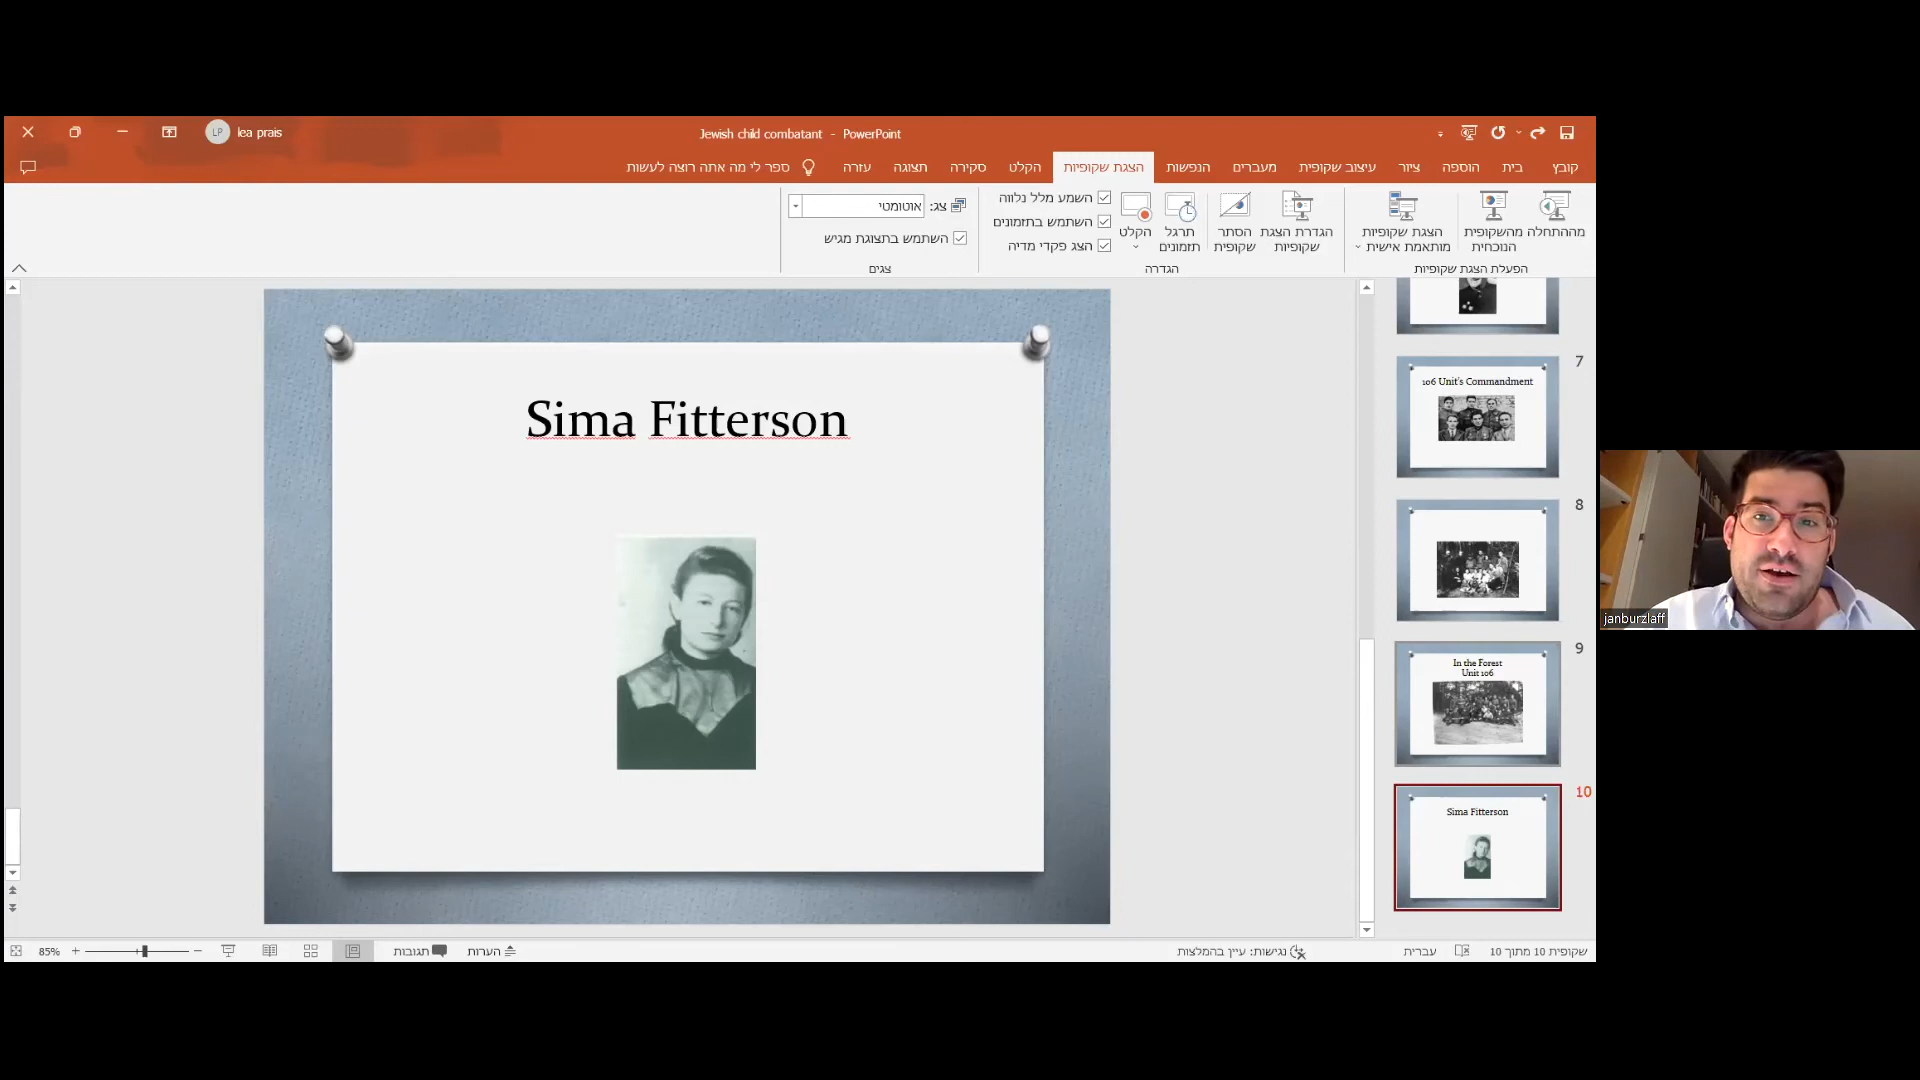 lea prais
LP
Jewish child combatant - PowerPoint
קובץ
בית
הוספה
ציור
עיצוב שקופיות
מעברים
הנפשות
הצגת שקופיות
הקלט
סקירה
תצוגה
עזרה
ספר לי מה אתה רוצה לעשות
מההתחלה
מהשקופית
הנוכחית
הצגת שקופיות
מותאמת אישית
הפעלת הצגת שקופיות
הגדרת הצגת
שקופיות
הסתר
שקופית
תרגל
תזמונים
הקלט
השמע מלל נלווה
השתמש בתזמונים
הצג פקדי מדיה
הגדרה
צג:
אוטומטי
השתמש בתצוגת מגיש
צגים
Sima Fitterson
7
106 Unit's Commandment
8
9
In the Forest
Unit 106
10
Sima Fitterson
janburzlaff
שקופית 10 מתוך 10
עברית
נגישות: עיין בהמלצות
הערות
תגובות
85%